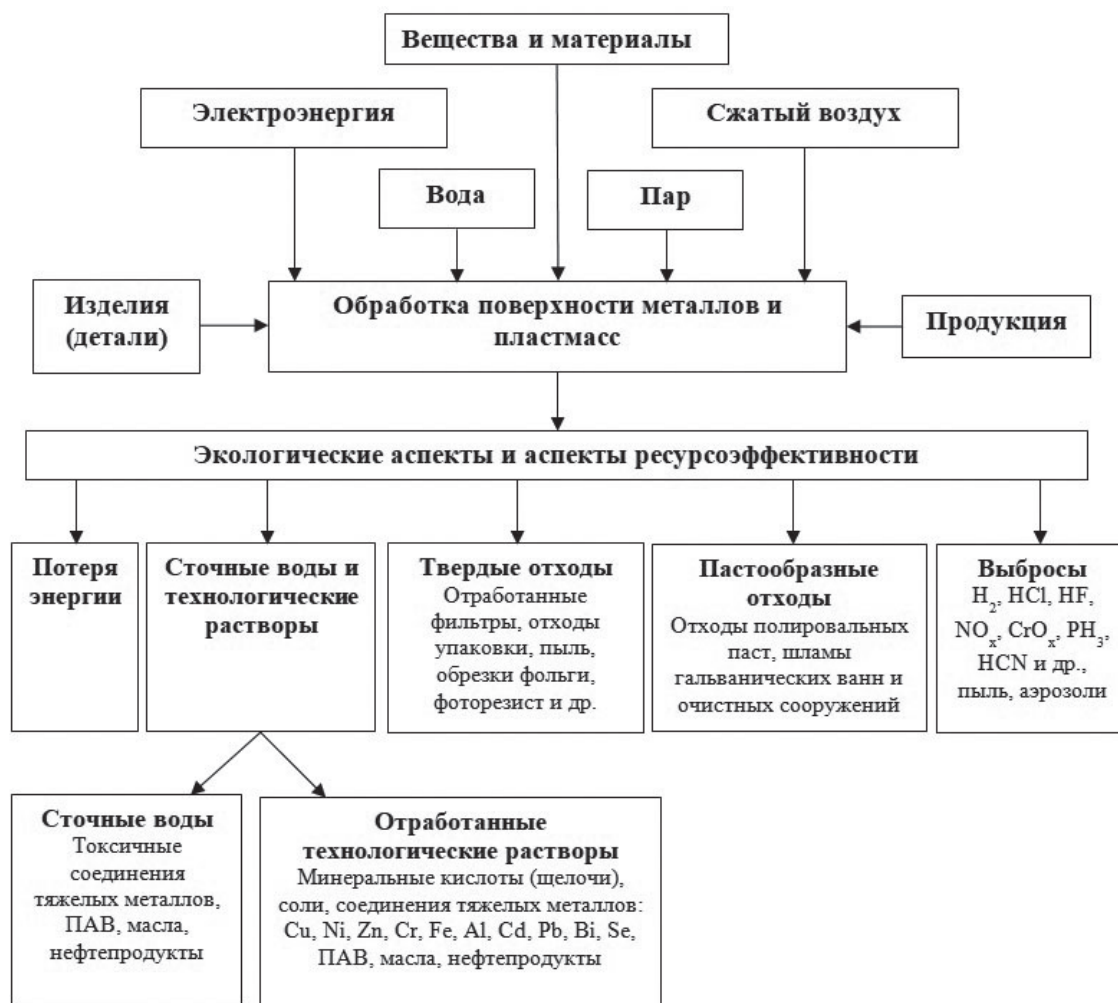 Вещества и материалы
Электроэнергия
Сжатый воздух
Вода
Пар
Изделия
(детали)
Обработка поверхности металлов и
пластмасс
Продукция
Экологические аспекты и аспекты ресурсоэффективности
Потеря
энергии
Сточные воды и
технологические
растворы
Твердые отходы
Отработанные
фильтры, отходы
упаковки, пыль,
обрезки фольги,
фоторезист и др.
Пастообразные
отходы
Отходы полировальных
паст, шламы
гальванических ванн и
очистных сооружений
Выбросы
H₂, HCl, HF,
NOₓ, CrOₓ, PH₃,
HCN и др.,
пыль, аэрозоли
Сточные воды
Токсичные
соединения
тяжелых металлов,
ПАВ, масла,
нефтепродукты
Отработанные
технологические растворы
Минеральные кислоты (щелочи),
соли, соединения тяжелых металлов:
Cu, Ni, Zn, Cr, Fe, Al, Cd, Pb, Bi, Se,
ПАВ, масла, нефтепродукты